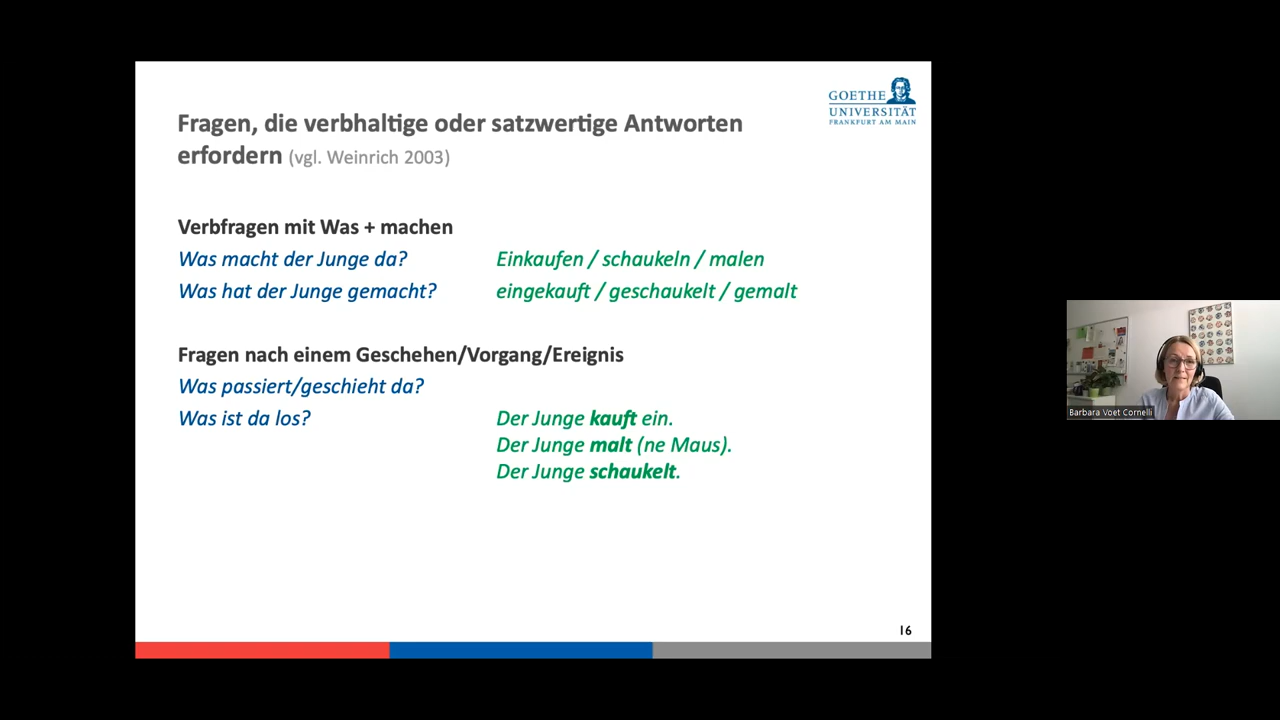 GOETHE
UNIVERSITÄT
FRANKFURT AM MAIN
Fragen, die verbhaltige oder satzwertige Antworten
erfordern (vgl. Weinrich 2003)
Verbfragen mit Was + machen
Was macht der Junge da? Einkaufen / schaukeln / malen
Was hat der Junge gemacht? eingekauft / geschaukelt / gemalt
Fragen nach einem Geschehen/Vorgang/Ereignis
Was passiert/geschieht da?
Was ist da los? Der Junge kauft ein.
Der Junge malt (ne Maus).
Der Junge schaukelt.
16
Barbara Voet Cornelli